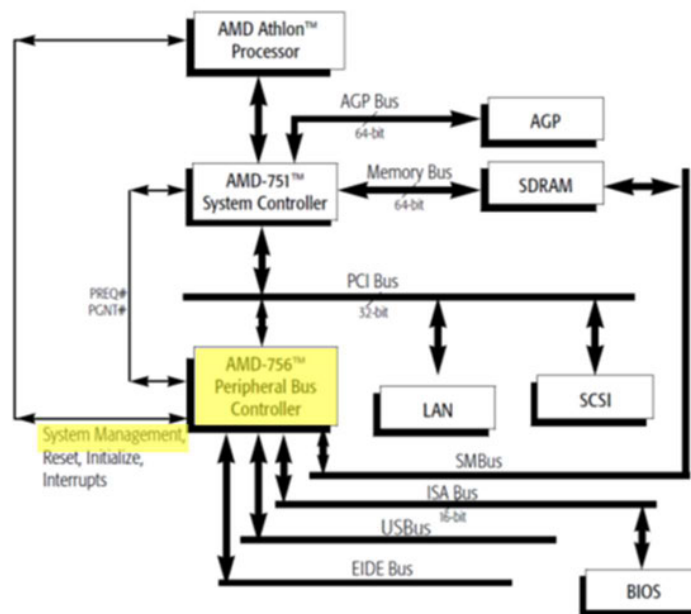 AMD Athlon™
Processor
AGP Bus
64-bit
AGP
AMD-751™
System Controller
Memory Bus
64-bit
SDRAM
PREQ#
PGNT#
PCI Bus
32-bit
AMD-756™
Peripheral Bus
Controller
LAN
SCSI
System Management,
Reset, Initialize,
Interrupts
SMBus
ISA Bus
16-bit
USBus
EIDE Bus
BIOS